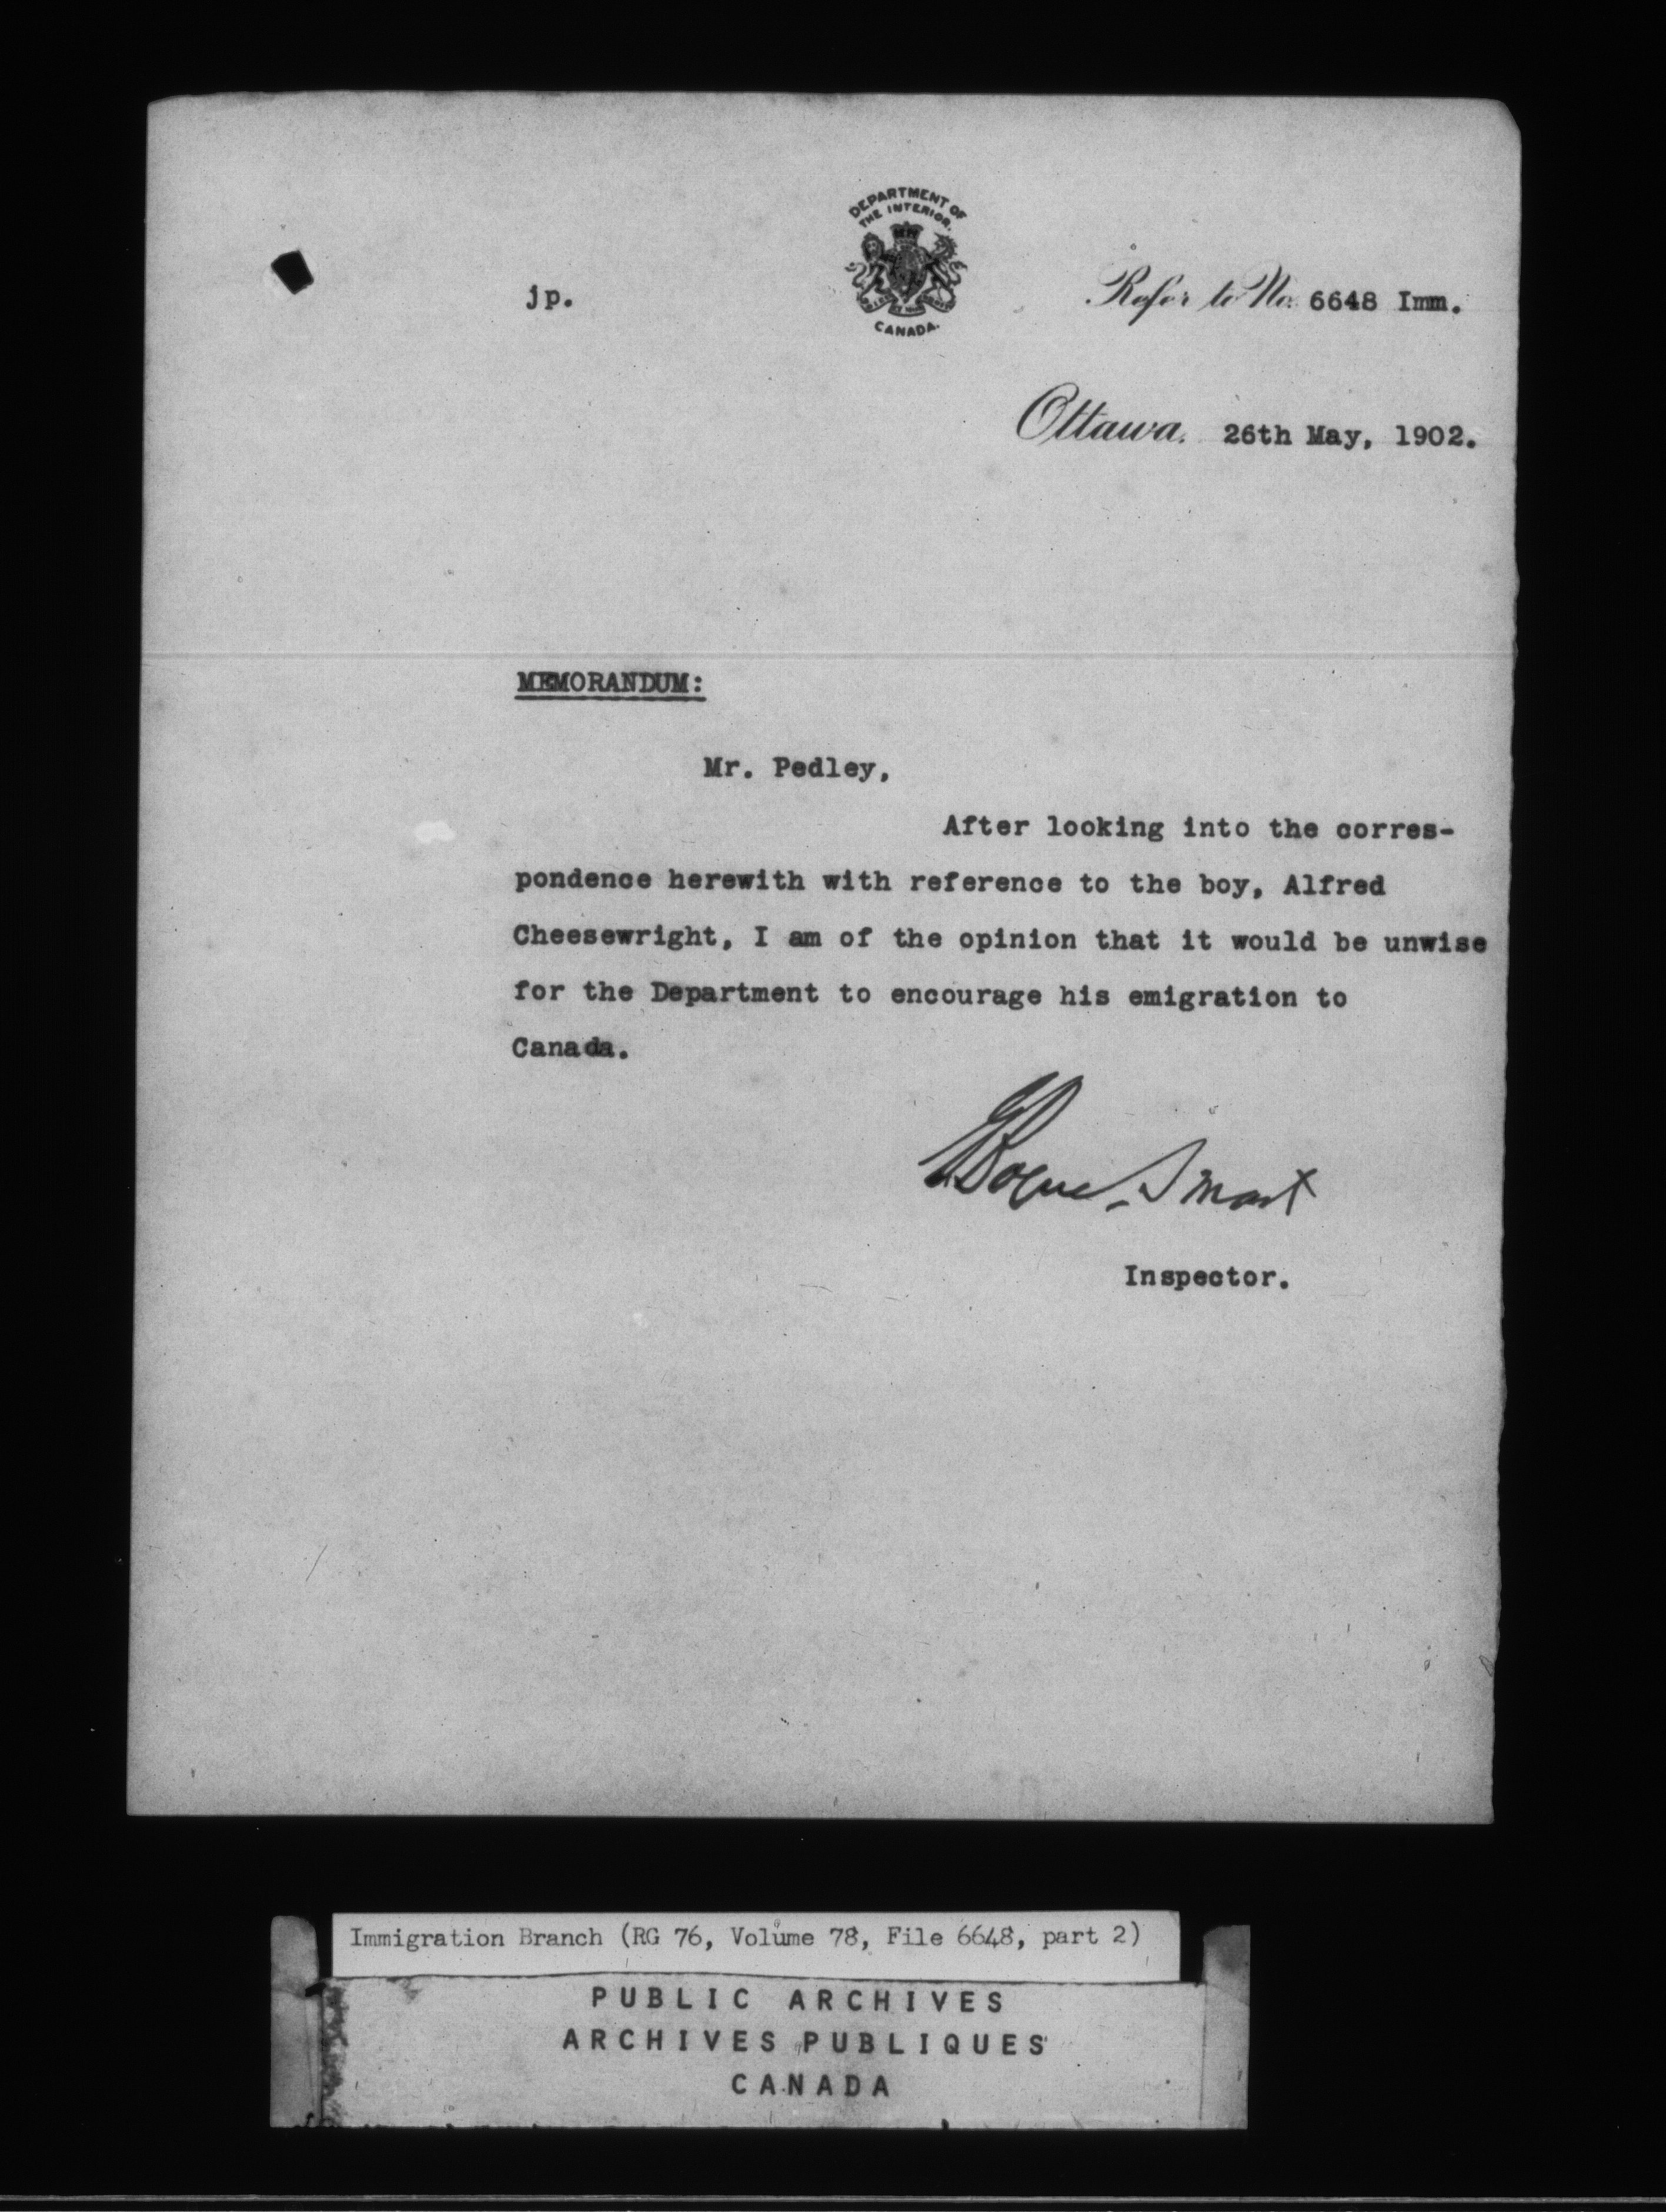 DEPARTMENT OF
THE INTERIOR.
CANADA.
jp.
Refer to No. 6648 Imm.
Ottawa, 26th May, 1902.
MEMORANDUM:
Mr. Pedley,
After looking into the corres-
pondence herewith with reference to the boy, Alfred
Cheesewright, I am of the opinion that it would be unwise
for the Department to encourage his emigration to
Canada.
G Bogue Smart
Inspector.
Immigration Branch (RG 76, Volume 78, File 6648, part 2)
PUBLIC ARCHIVES
ARCHIVES PUBLIQUES
CANADA